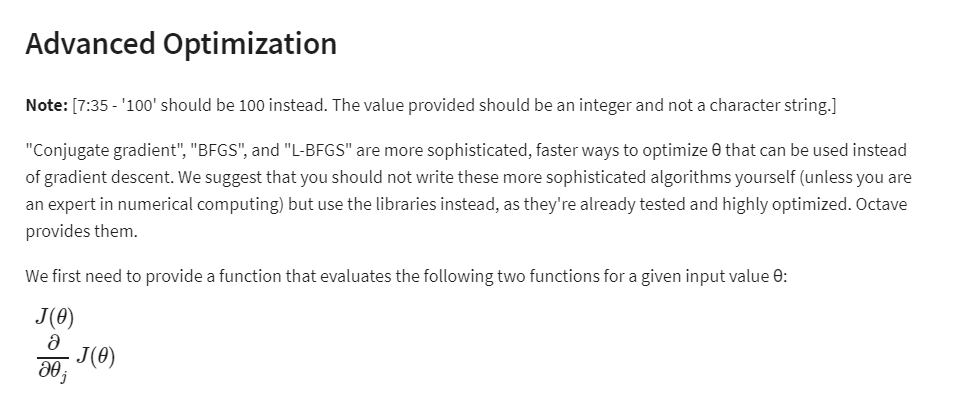 Advanced Optimization
Note: [7:35 - '100' should be 100 instead. The value provided should be an integer and not a character string.]
"Conjugate gradient", "BFGS", and "L-BFGS" are more sophisticated, faster ways to optimize θ that can be used instead
of gradient descent. We suggest that you should not write these more sophisticated algorithms yourself (unless you are
an expert in numerical computing) but use the libraries instead, as they're already tested and highly optimized. Octave
provides them.
We first need to provide a function that evaluates the following two functions for a given input value θ:
J(θ)
∂/∂θⱼ J(θ)